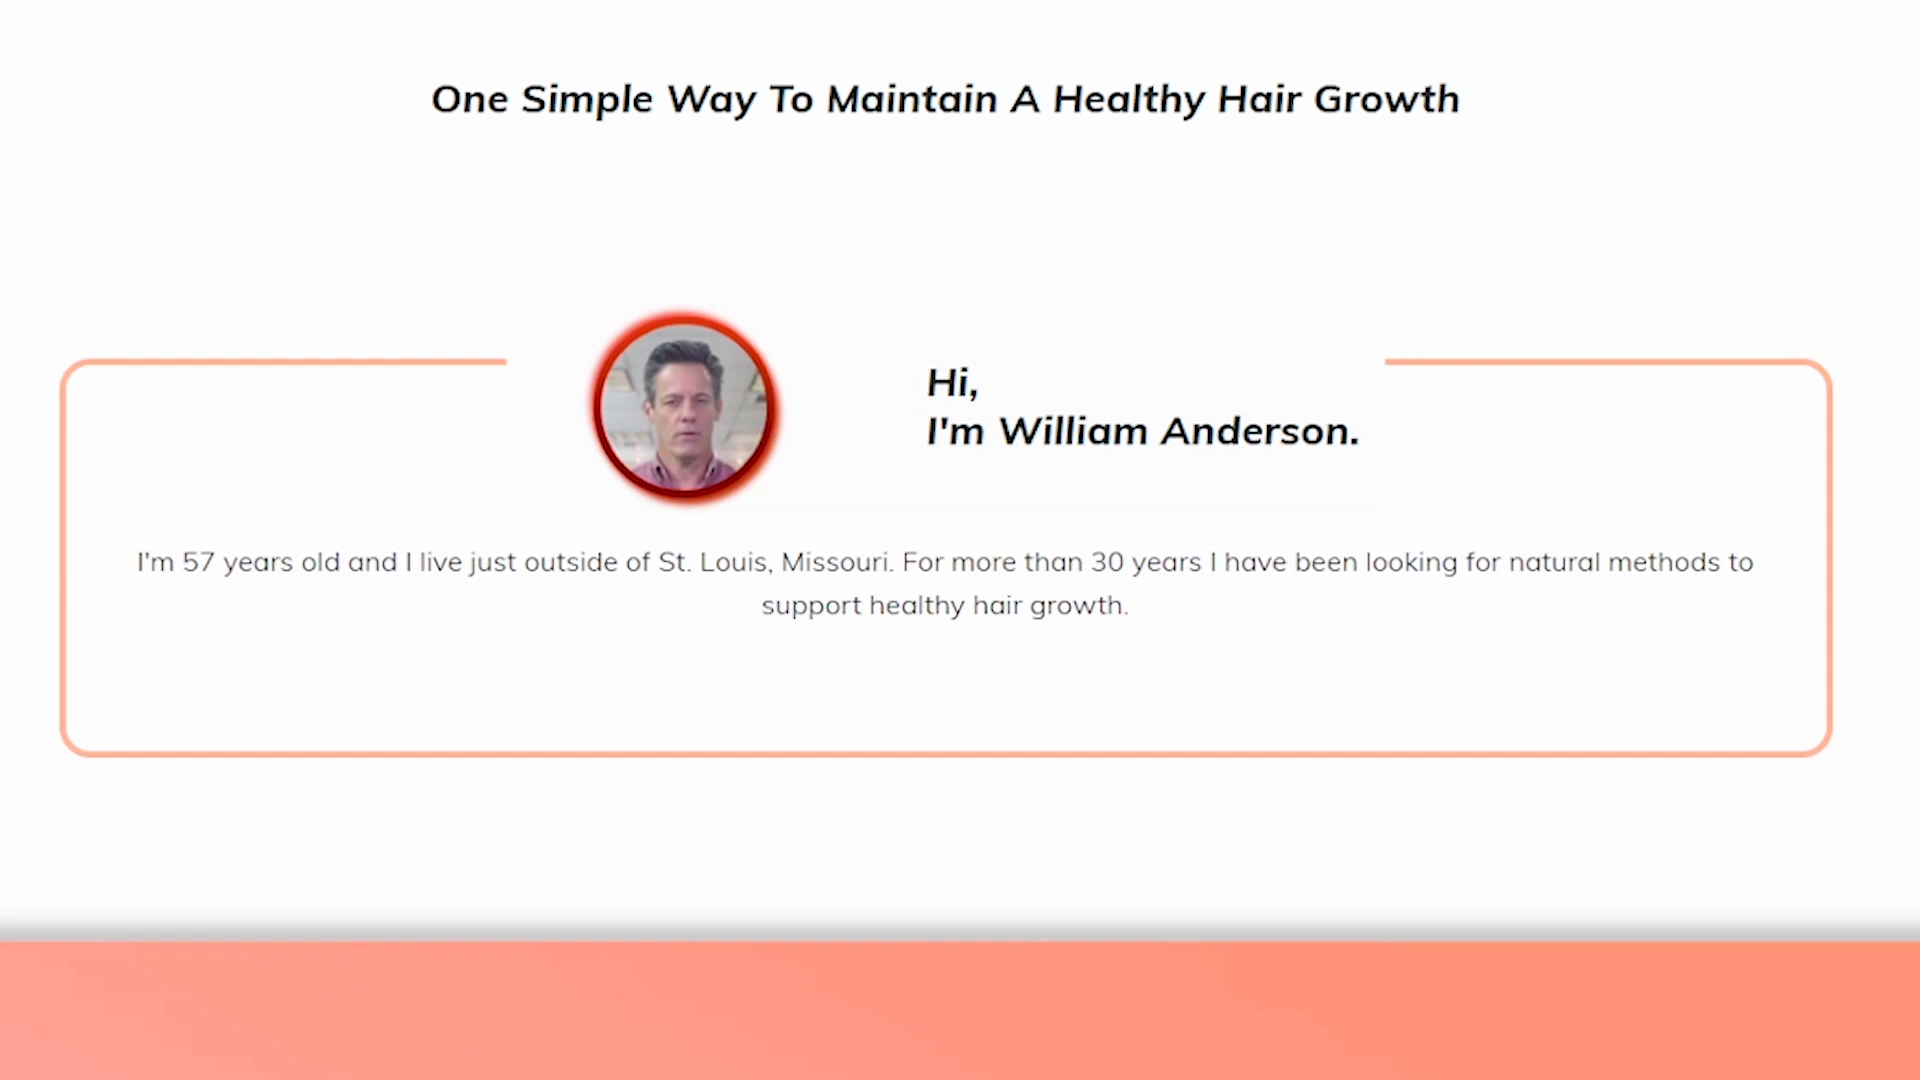 One Simple Way To Maintain A Healthy Hair Growth
Hi,
I'm William Anderson.
I'm 57 years old and I live just outside of St. Louis, Missouri. For more than 30 years I have been looking for natural methods to
support healthy hair growth.